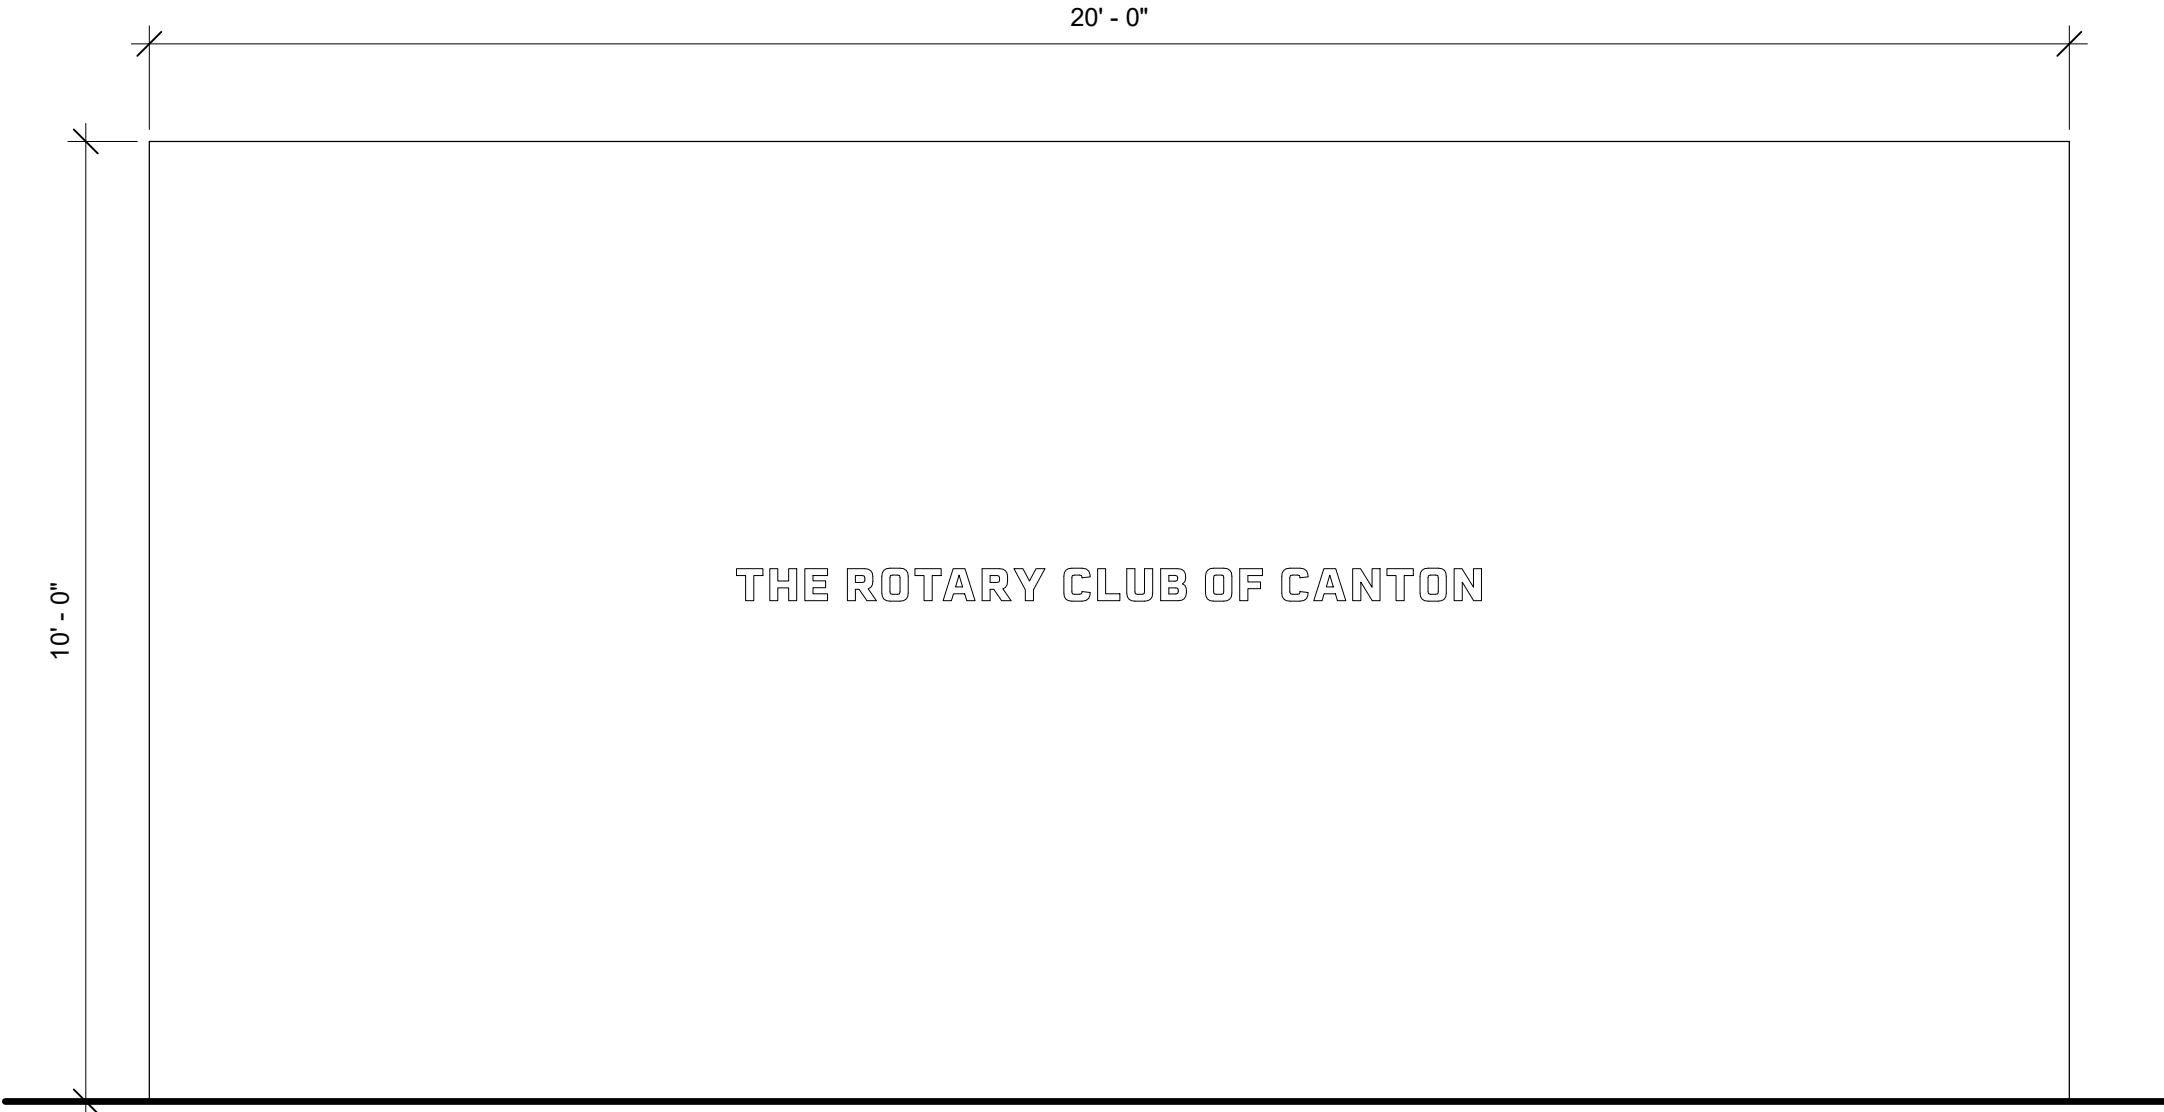 20' - 0"
10' - 0"
THE ROTARY CLUB OF CANTON